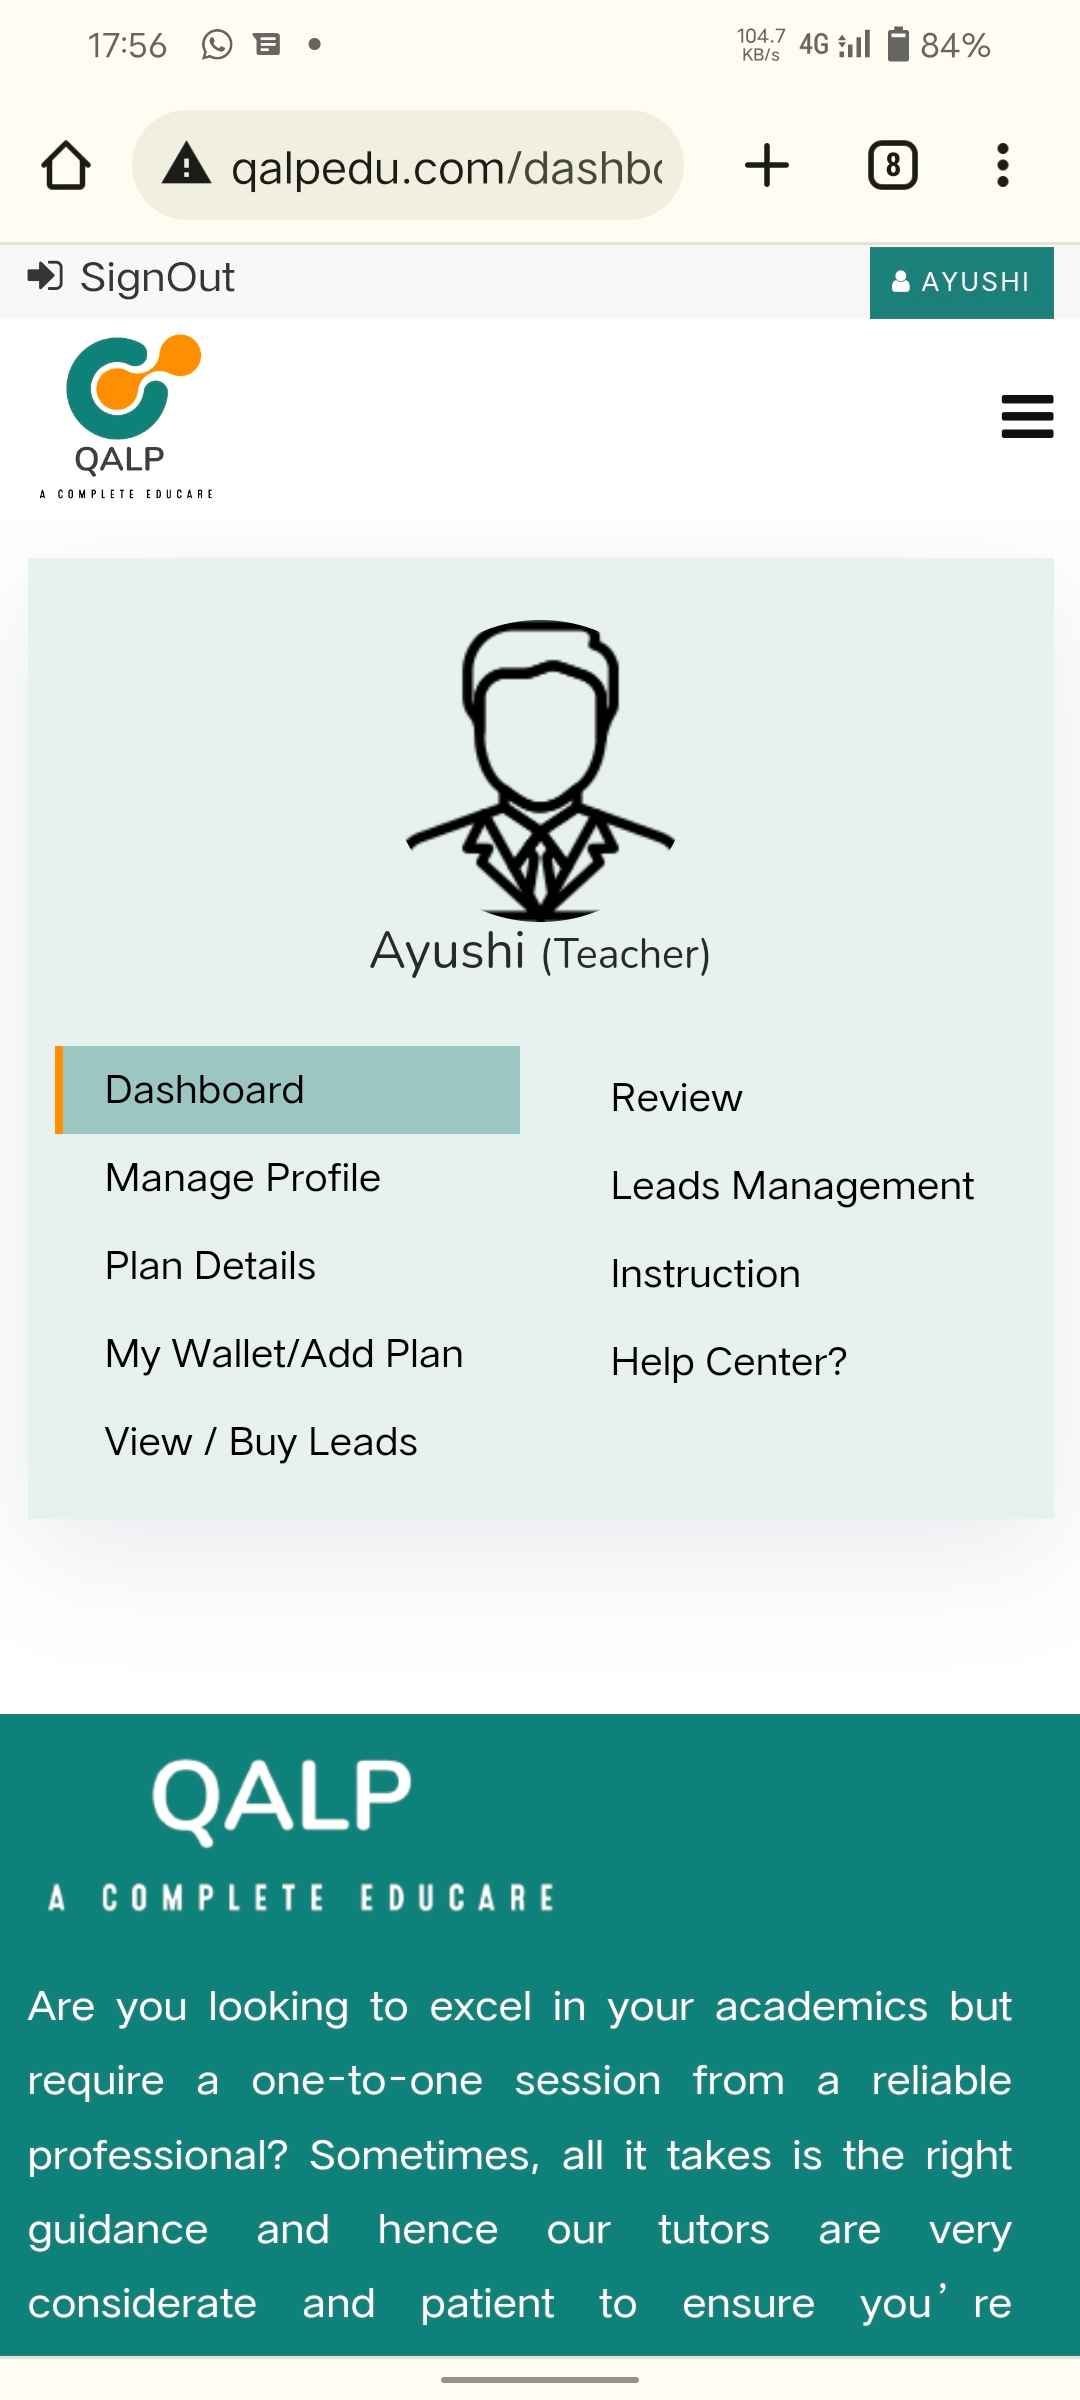 17:56
104.7
KB/s
4G
84%
qalpedu.com/dashbo
8
SignOut
AYUSHI
QALP
A COMPLETE EDUCARE
Ayushi (Teacher)
Dashboard
Manage Profile
Plan Details
My Wallet/Add Plan
View / Buy Leads
Review
Leads Management
Instruction
Help Center?
QALP
A COMPLETE EDUCARE
Are you looking to excel in your academics but
require a one-to-one session from a reliable
professional? Sometimes, all it takes is the right
guidance and hence our tutors are very
considerate and patient to ensure you’re